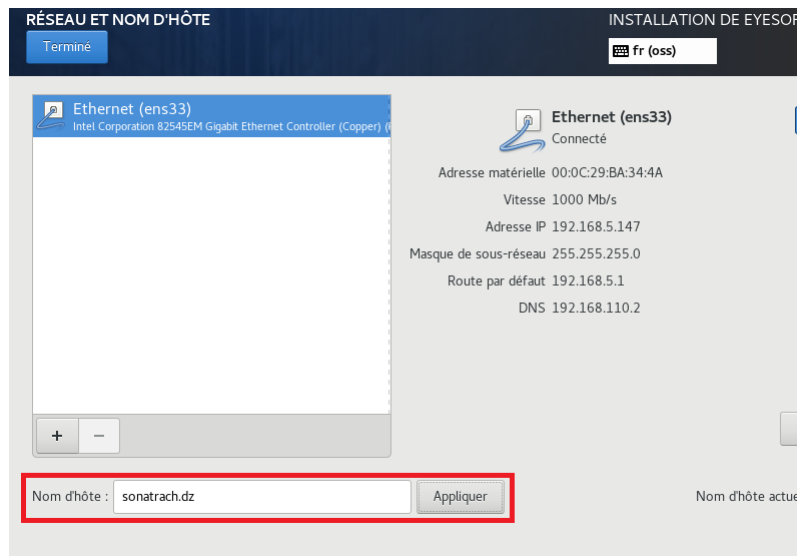 RÉSEAU ET NOM D'HÔTE
Terminé
INSTALLATION DE EYESOF
fr (oss)
Ethernet (ens33)
Intel Corporation 82545EM Gigabit Ethernet Controller (Copper) (
Ethernet (ens33)
Connecté
Adresse matérielle 00:0C:29:BA:34:4A
Vitesse 1000 Mb/s
Adresse IP 192.168.5.147
Masque de sous-réseau 255.255.255.0
Route par défaut 192.168.5.1
DNS 192.168.110.2
+ −
Nom d'hôte : sonatrach.dz Appliquer
Nom d'hôte actue